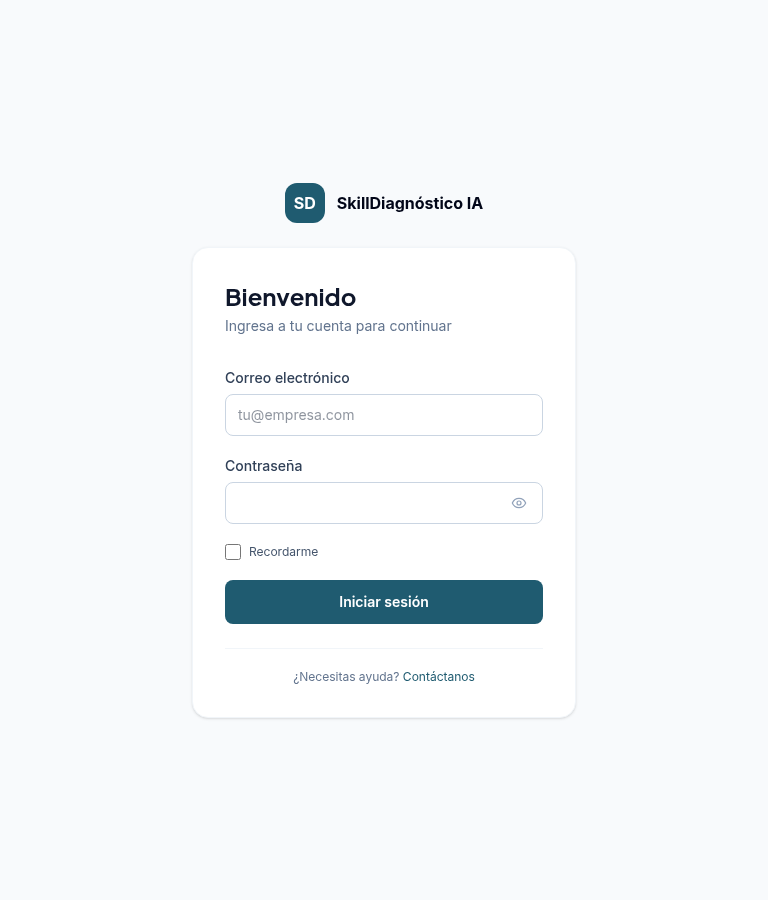 SD SkillDiagnóstico IA
Bienvenido
Ingresa a tu cuenta para continuar
Correo electrónico
tu@empresa.com
Contraseña
Recordarme
Iniciar sesión
¿Necesitas ayuda? Contáctanos